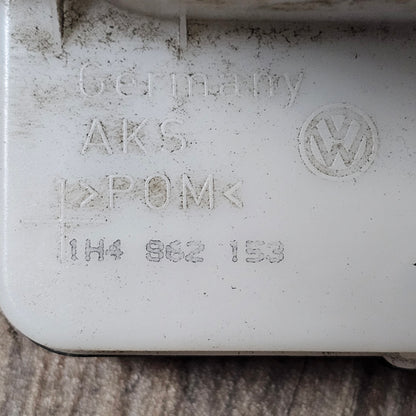 Germany
AKS
>POM<
1H4 862 153